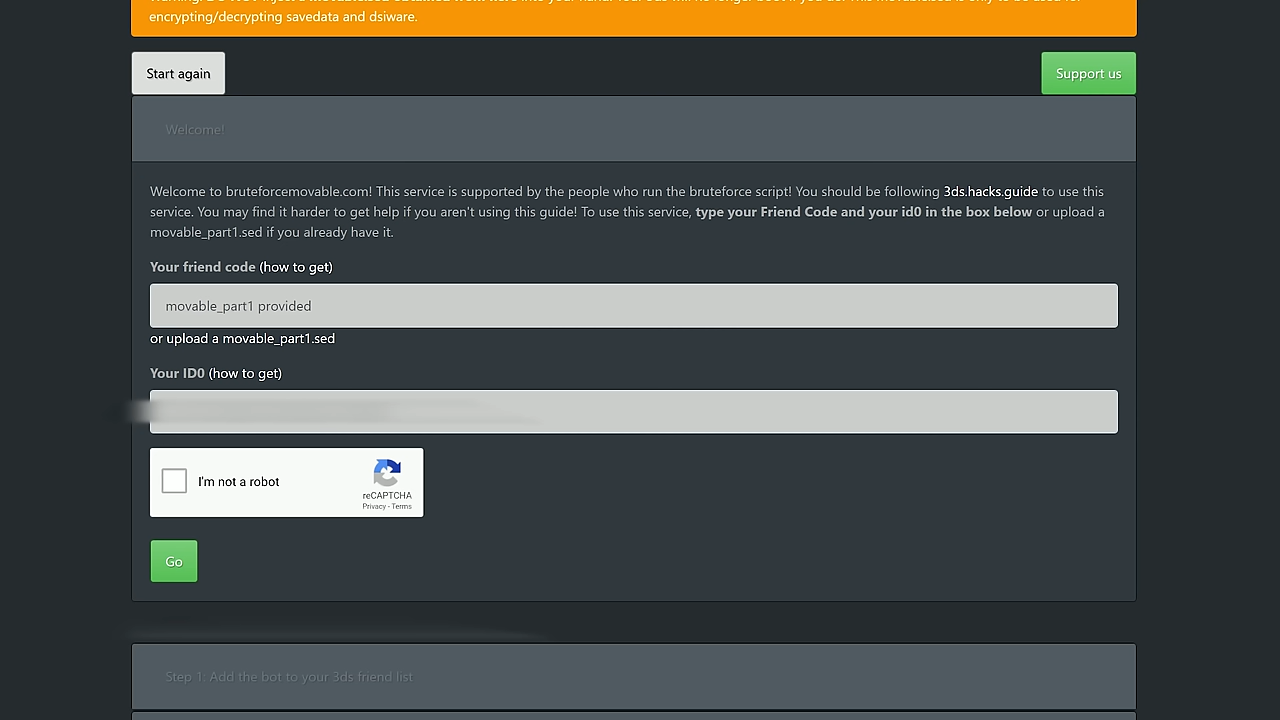 encrypting/decrypting savedata and dsiware.
Start again
Support us
Welcome!
Welcome to bruteforcemovable.com! This service is supported by the people who run the bruteforce script! You should be following 3ds.hacks.guide to use this
service. You may find it harder to get help if you aren't using this guide! To use this service, type your Friend Code and your id0 in the box below or upload a
movable_part1.sed if you already have it.
Your friend code (how to get)
movable_part1 provided
or upload a movable_part1.sed
Your ID0 (how to get)
I'm not a robot
reCAPTCHA
Privacy - Terms
Go
Step 1: Add the bot to your 3ds friend list